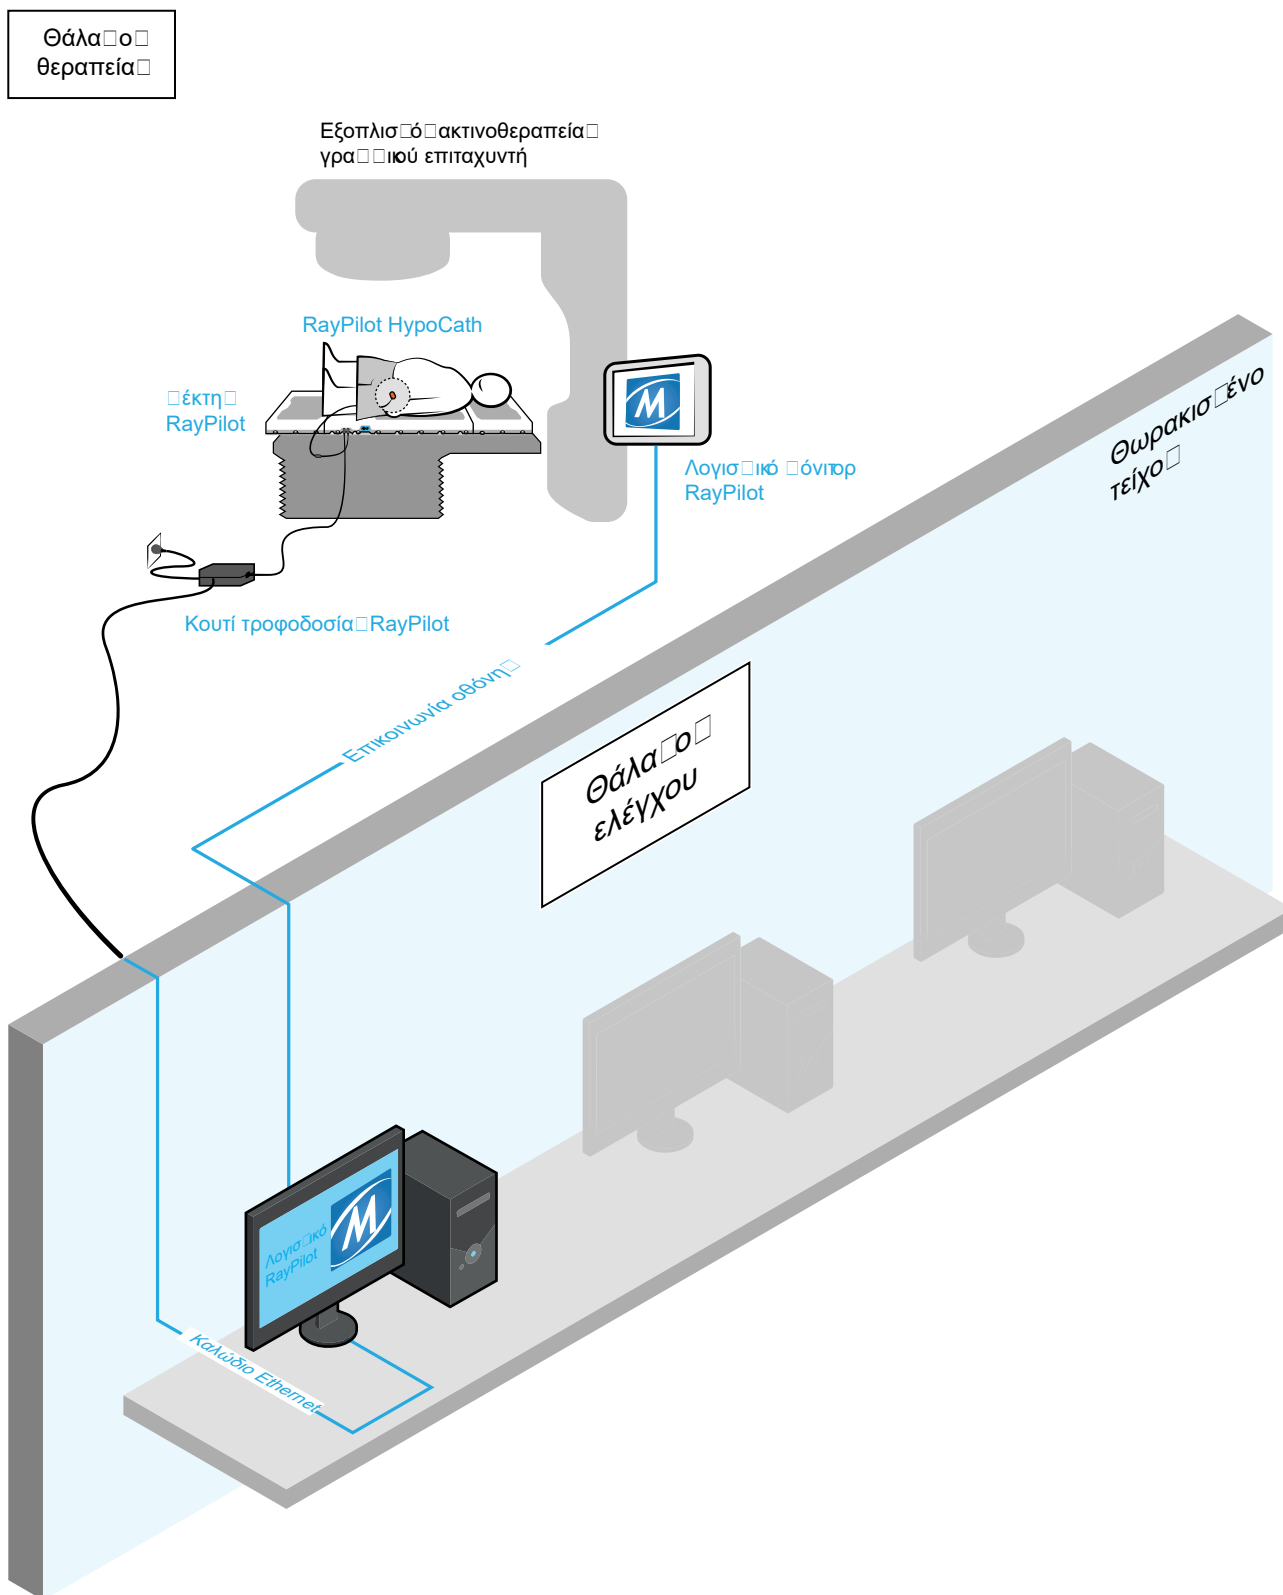 Θάλα□ο□
θεραπεία□
Εξοπλισ□ό□ακτινοθεραπεία□
γρα□□ικού επιταχυντή
RayPilot HypoCath
□έκτη□
RayPilot
Λογισ□ικό □όνιτορ
RayPilot
Θωρακισ□ένο
τείχο□
Κουτί τροφοδοσία□RayPilot
Επικοινωνία οθόνη□
Θάλα□ο□
ελέγχου
M
Λογισ□ικό
RayPilot
M
Καλώδιο Ethernet